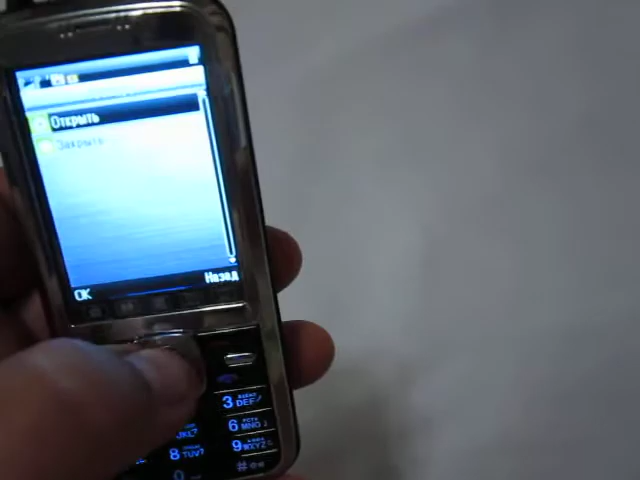 Открыть
Закрыть
OK
Назад
3 DEF
6 MNO
8 TUV
9 WXYZ
#